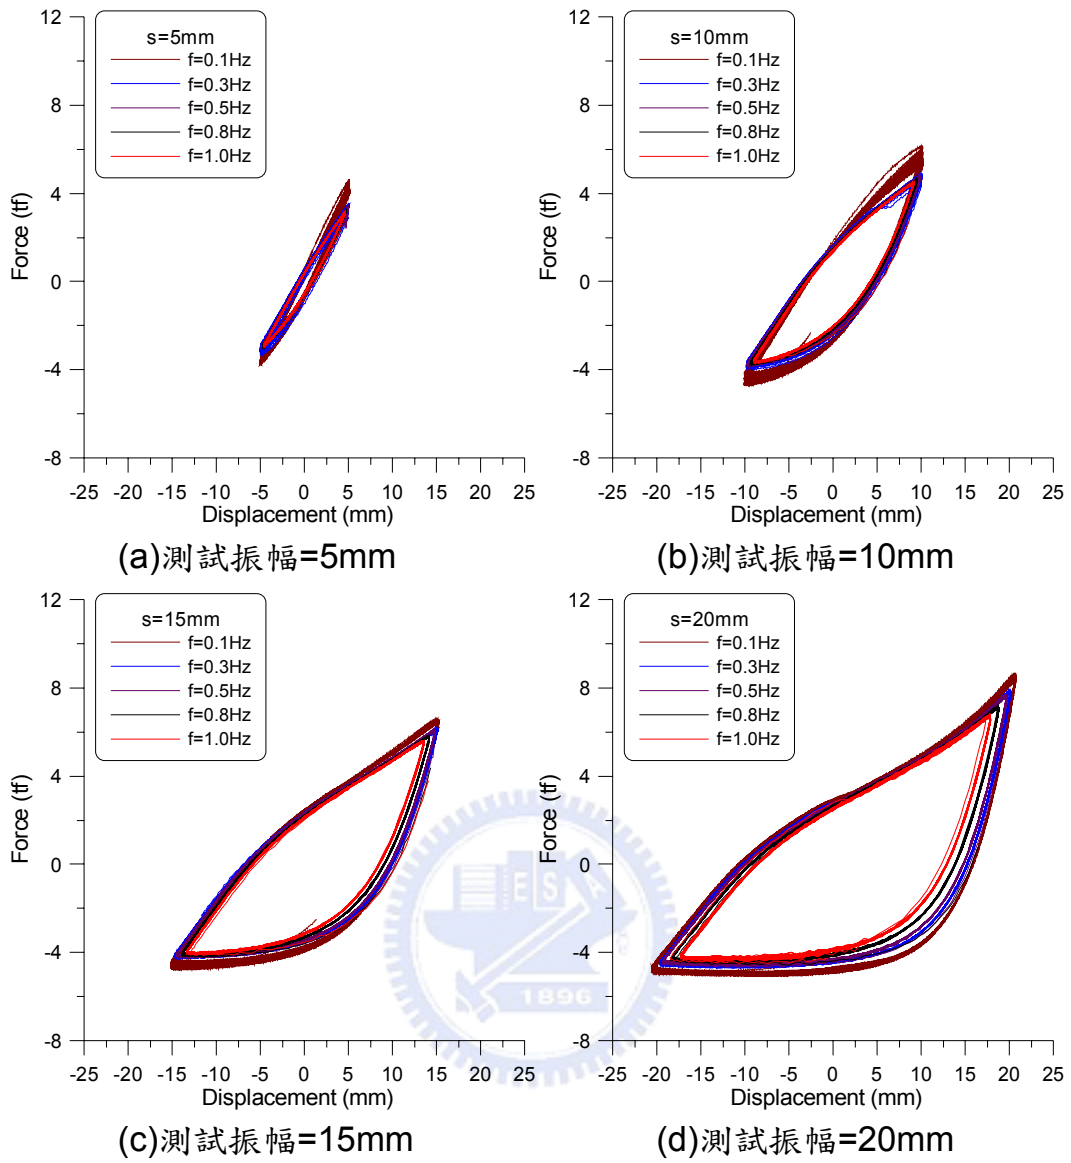 12
8
4
0
-4
-8
Force (tf)
s=5mm
f=0.1Hz
f=0.3Hz
f=0.5Hz
f=0.8Hz
f=1.0Hz
-25 -20 -15 -10 -5 0 5 10 15 20 25
Displacement (mm)
(a)測試振幅=5mm
12
8
4
0
-4
-8
Force (tf)
s=10mm
f=0.1Hz
f=0.3Hz
f=0.5Hz
f=0.8Hz
f=1.0Hz
-25 -20 -15 -10 -5 0 5 10 15 20 25
Displacement (mm)
(b)測試振幅=10mm
12
8
4
0
-4
-8
Force (tf)
s=15mm
f=0.1Hz
f=0.3Hz
f=0.5Hz
f=0.8Hz
f=1.0Hz
-25 -20 -15 -10 -5 0 5 10 15 20 25
Displacement (mm)
(c)測試振幅=15mm
12
8
4
0
-4
-8
Force (tf)
s=20mm
f=0.1Hz
f=0.3Hz
f=0.5Hz
f=0.8Hz
f=1.0Hz
-25 -20 -15 -10 -5 0 5 10 15 20 25
Displacement (mm)
(d)測試振幅=20mm
E S
1896